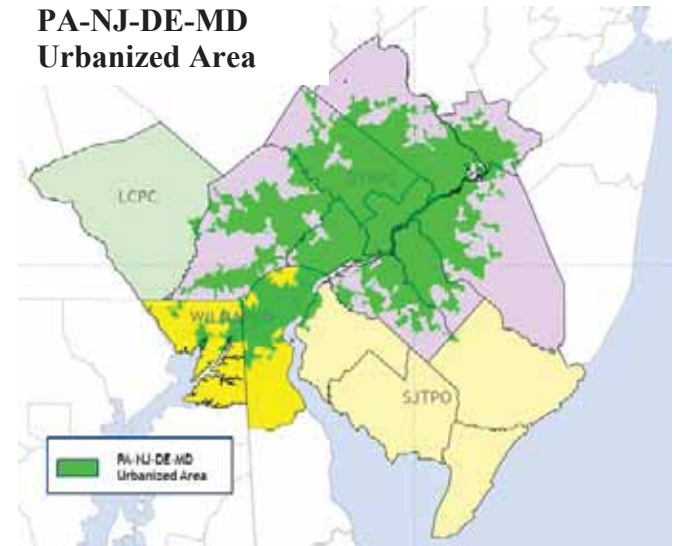 PA-NJ-DE-MD
Urbanized Area
LCPC
SJTPO
PA-NJ-DE-MD
Urbanized Area